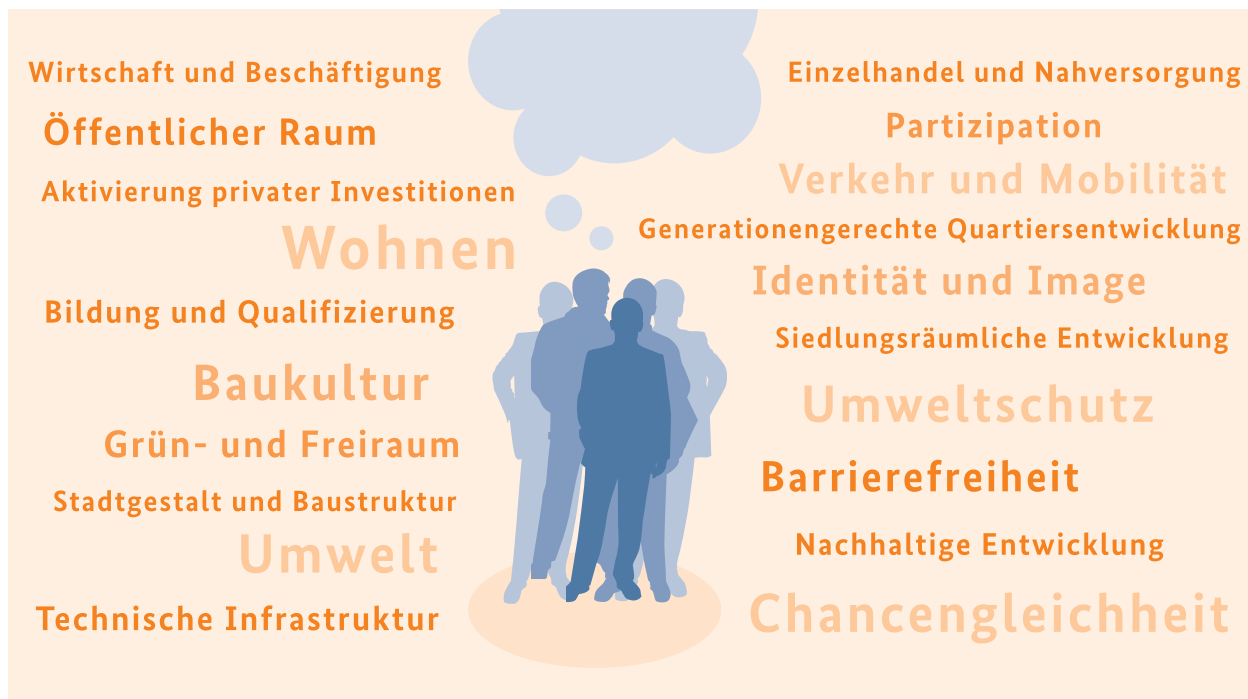 Wirtschaft und Beschäftigung
Öffentlicher Raum
Aktivierung privater Investitionen
Wohnen
Bildung und Qualifizierung
Baukultur
Grün- und Freiraum
Stadtgestalt und Baustruktur
Umwelt
Technische Infrastruktur
Einzelhandel und Nahversorgung
Partizipation
Verkehr und Mobilität
Generationengerechte Quartiersentwicklung
Identität und Image
Siedlungsräumliche Entwicklung
Umweltschutz
Barrierefreiheit
Nachhaltige Entwicklung
Chancengleichheit